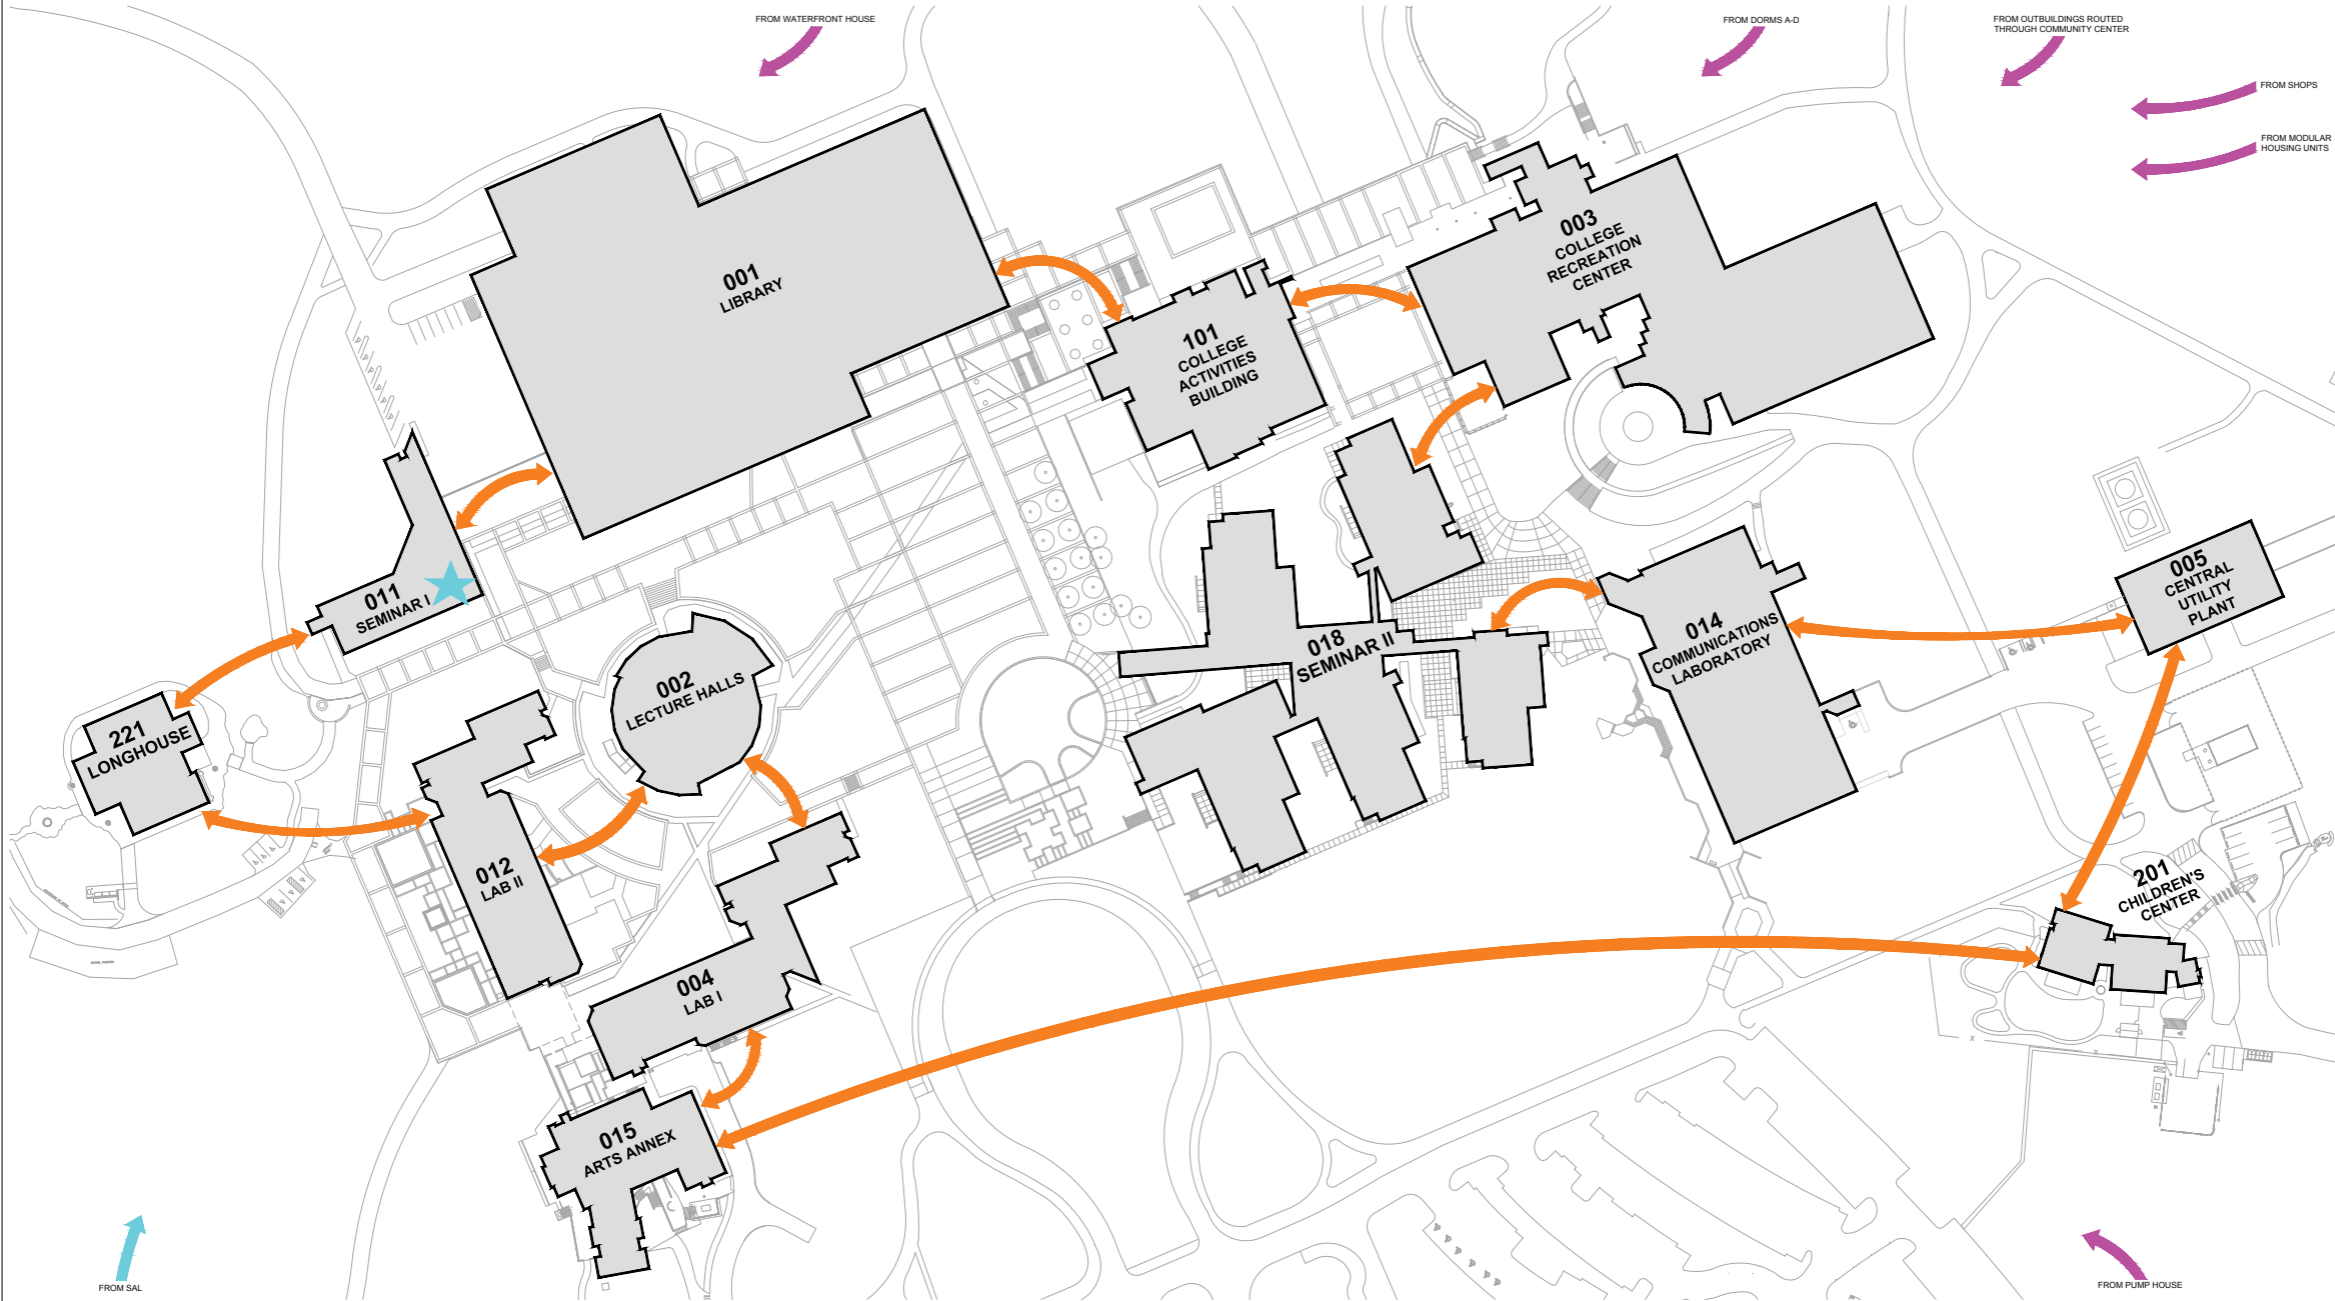 FROM WATERFRONT HOUSE
FROM DORMS A-D
FROM OUTBUILDINGS ROUTED
THROUGH COMMUNITY CENTER
FROM SHOPS
FROM MODULAR
HOUSING UNITS
001
LIBRARY
003
COLLEGE
RECREATION
CENTER
101
COLLEGE
ACTIVITIES
BUILDING
011
SEMINAR I
005
CENTRAL
UTILITY
PLANT
018
SEMINAR II
014
COMMUNICATIONS
LABORATORY
002
LECTURE HALLS
221
LONGHOUSE
012
LAB II
201
CHILDREN'S
CENTER
004
LAB I
015
ARTS ANNEX
FROM SAL
FROM PUMP HOUSE